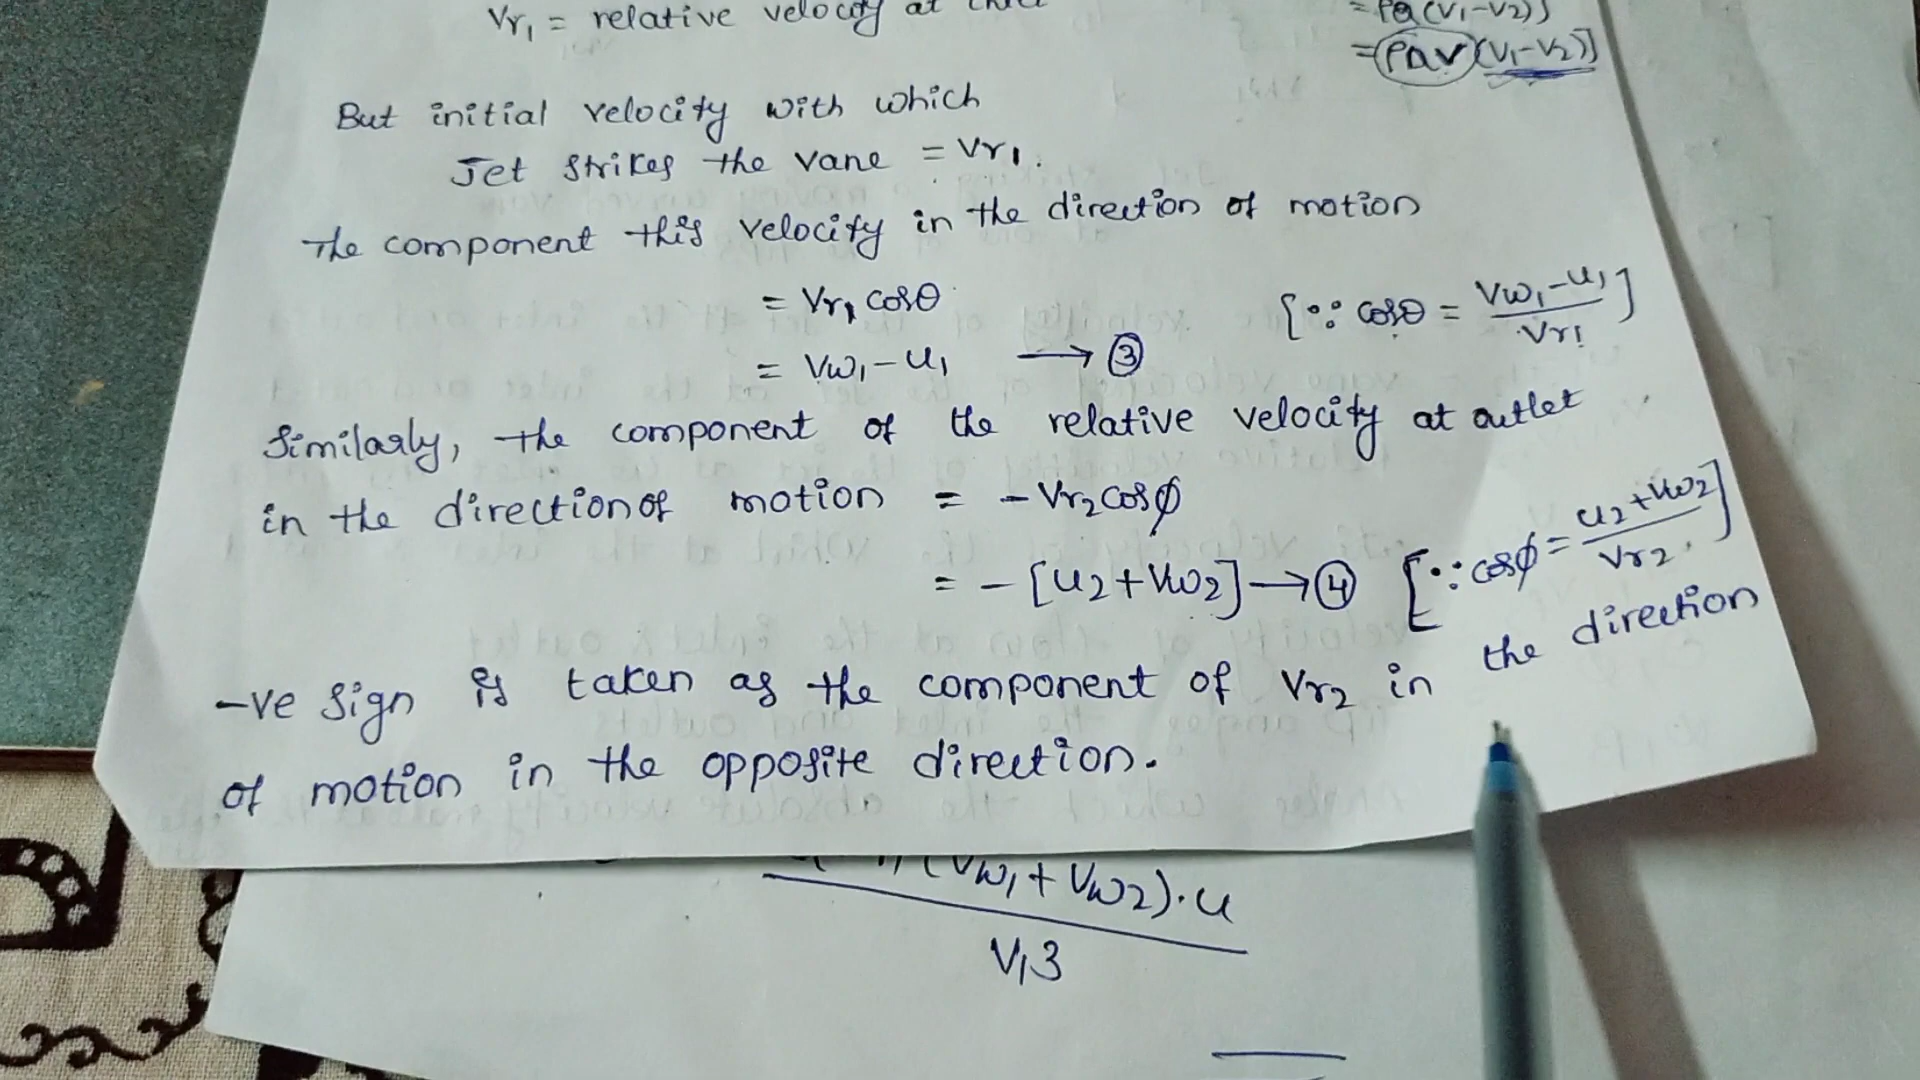 Vr1 = relative velocity at
= ρa(V1-V2)]
= ρav(V1-V2)]
But initial velocity with which
Jet strikes the vane = Vr1.
The component this velocity in the direction of motion
= Vr1 cosθ
[∵ cosθ = Vw1-u1 / Vr1]
= Vw1-u1 → ③
Similarly, the component of the relative velocity at outlet
in the direction of motion = - Vr2 cosφ
= - [u2+Vw2] → ④ [∵ cosφ = u2+Vw2 / Vr2]
-ve sign is taken as the component of Vr2 in the direction
of motion in the opposite direction.
(Vw1+Vw2).u
V13